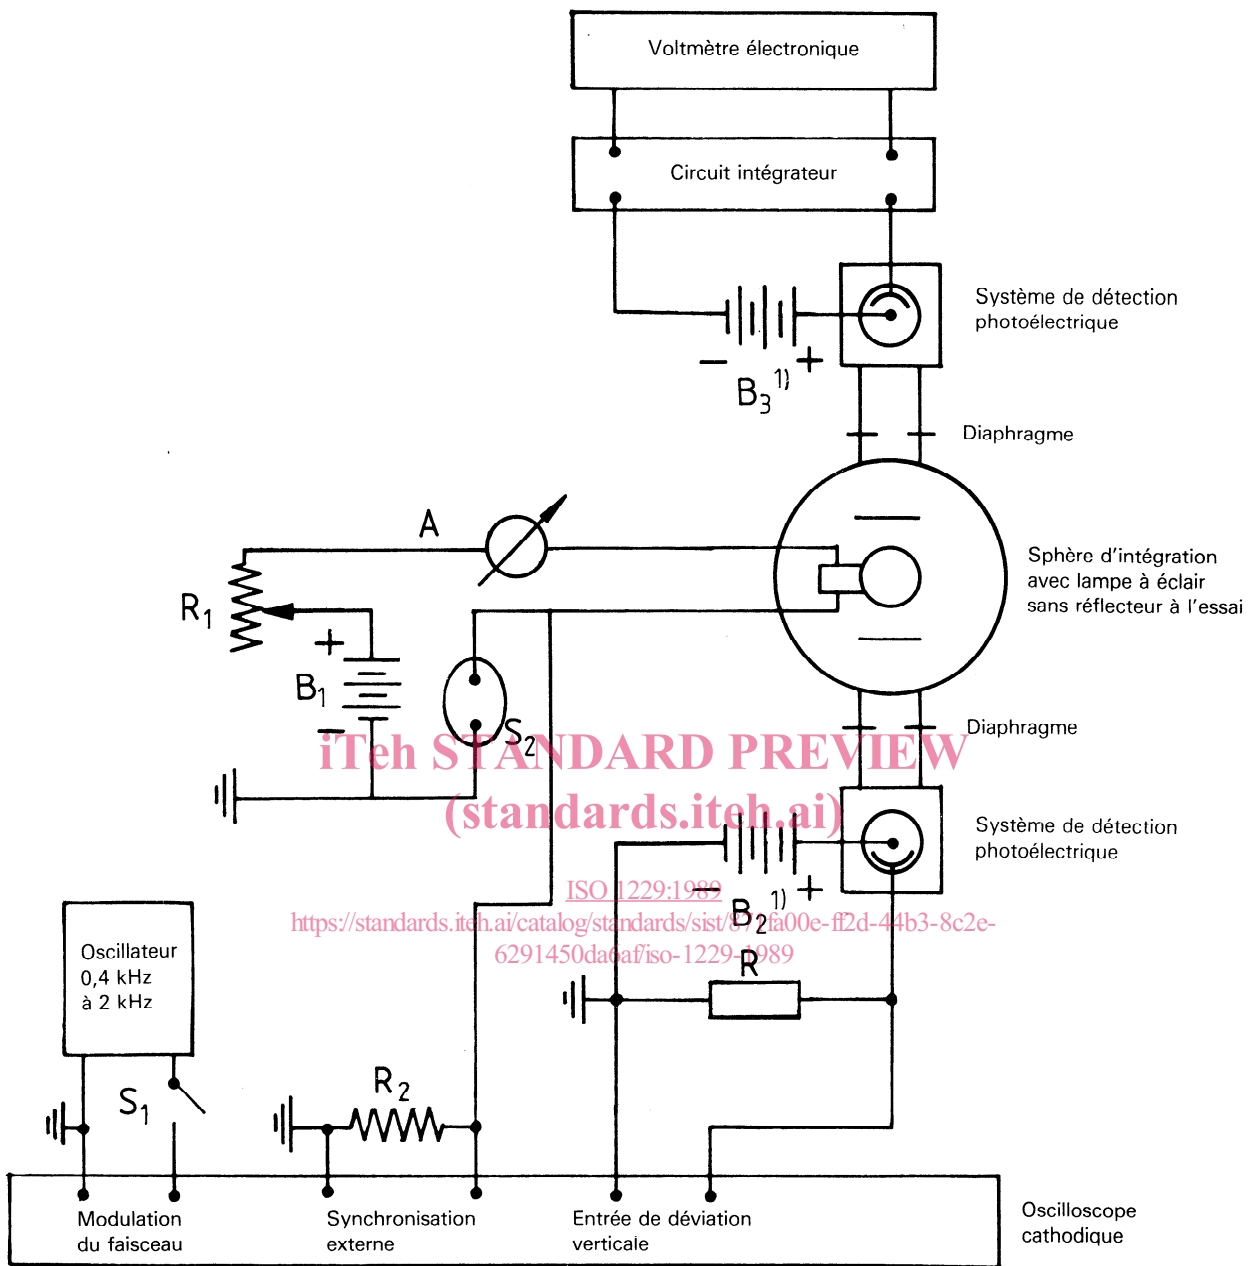 Voltmètre électronique
Circuit intégrateur
Système de détection
photoélectrique
− +
B3 1)
Diaphragme
A
Sphère d'intégration
avec lampe à éclair
sans réflecteur à l'essai
R1
+
B1
−
S2
Diaphragme
iTeh STANDARD PREVIEW
(standards.iteh.ai)
Système de détection
photoélectrique
− +
B2 1)
ISO 1229:1989
https://standards.iteh.ai/catalog/standards/sist/871fa00e-ff2d-44b3-8c2e-
6291450da6af/iso-1229-1989
R
Oscillateur
0,4 kHz
à 2 kHz
S1
R2
Modulation
du faisceau
Synchronisation
externe
Entrée de déviation
verticale
Oscilloscope
cathodique